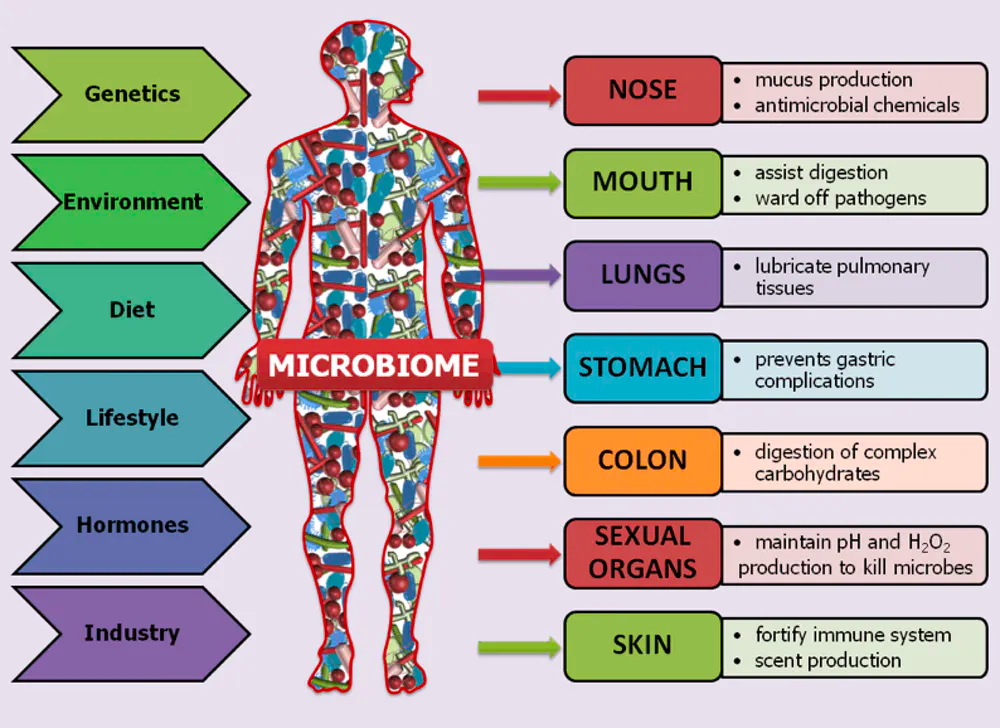 Genetics
Environment
Diet
Lifestyle
Hormones
Industry
MICROBIOME
NOSE
• mucus production
• antimicrobial chemicals
MOUTH
• assist digestion
• ward off pathogens
LUNGS
• lubricate pulmonary
tissues
STOMACH
• prevents gastric
complications
COLON
• digestion of complex
carbohydrates
SEXUAL
ORGANS
• maintain pH and H₂O₂
production to kill microbes
SKIN
• fortify immune system
• scent production